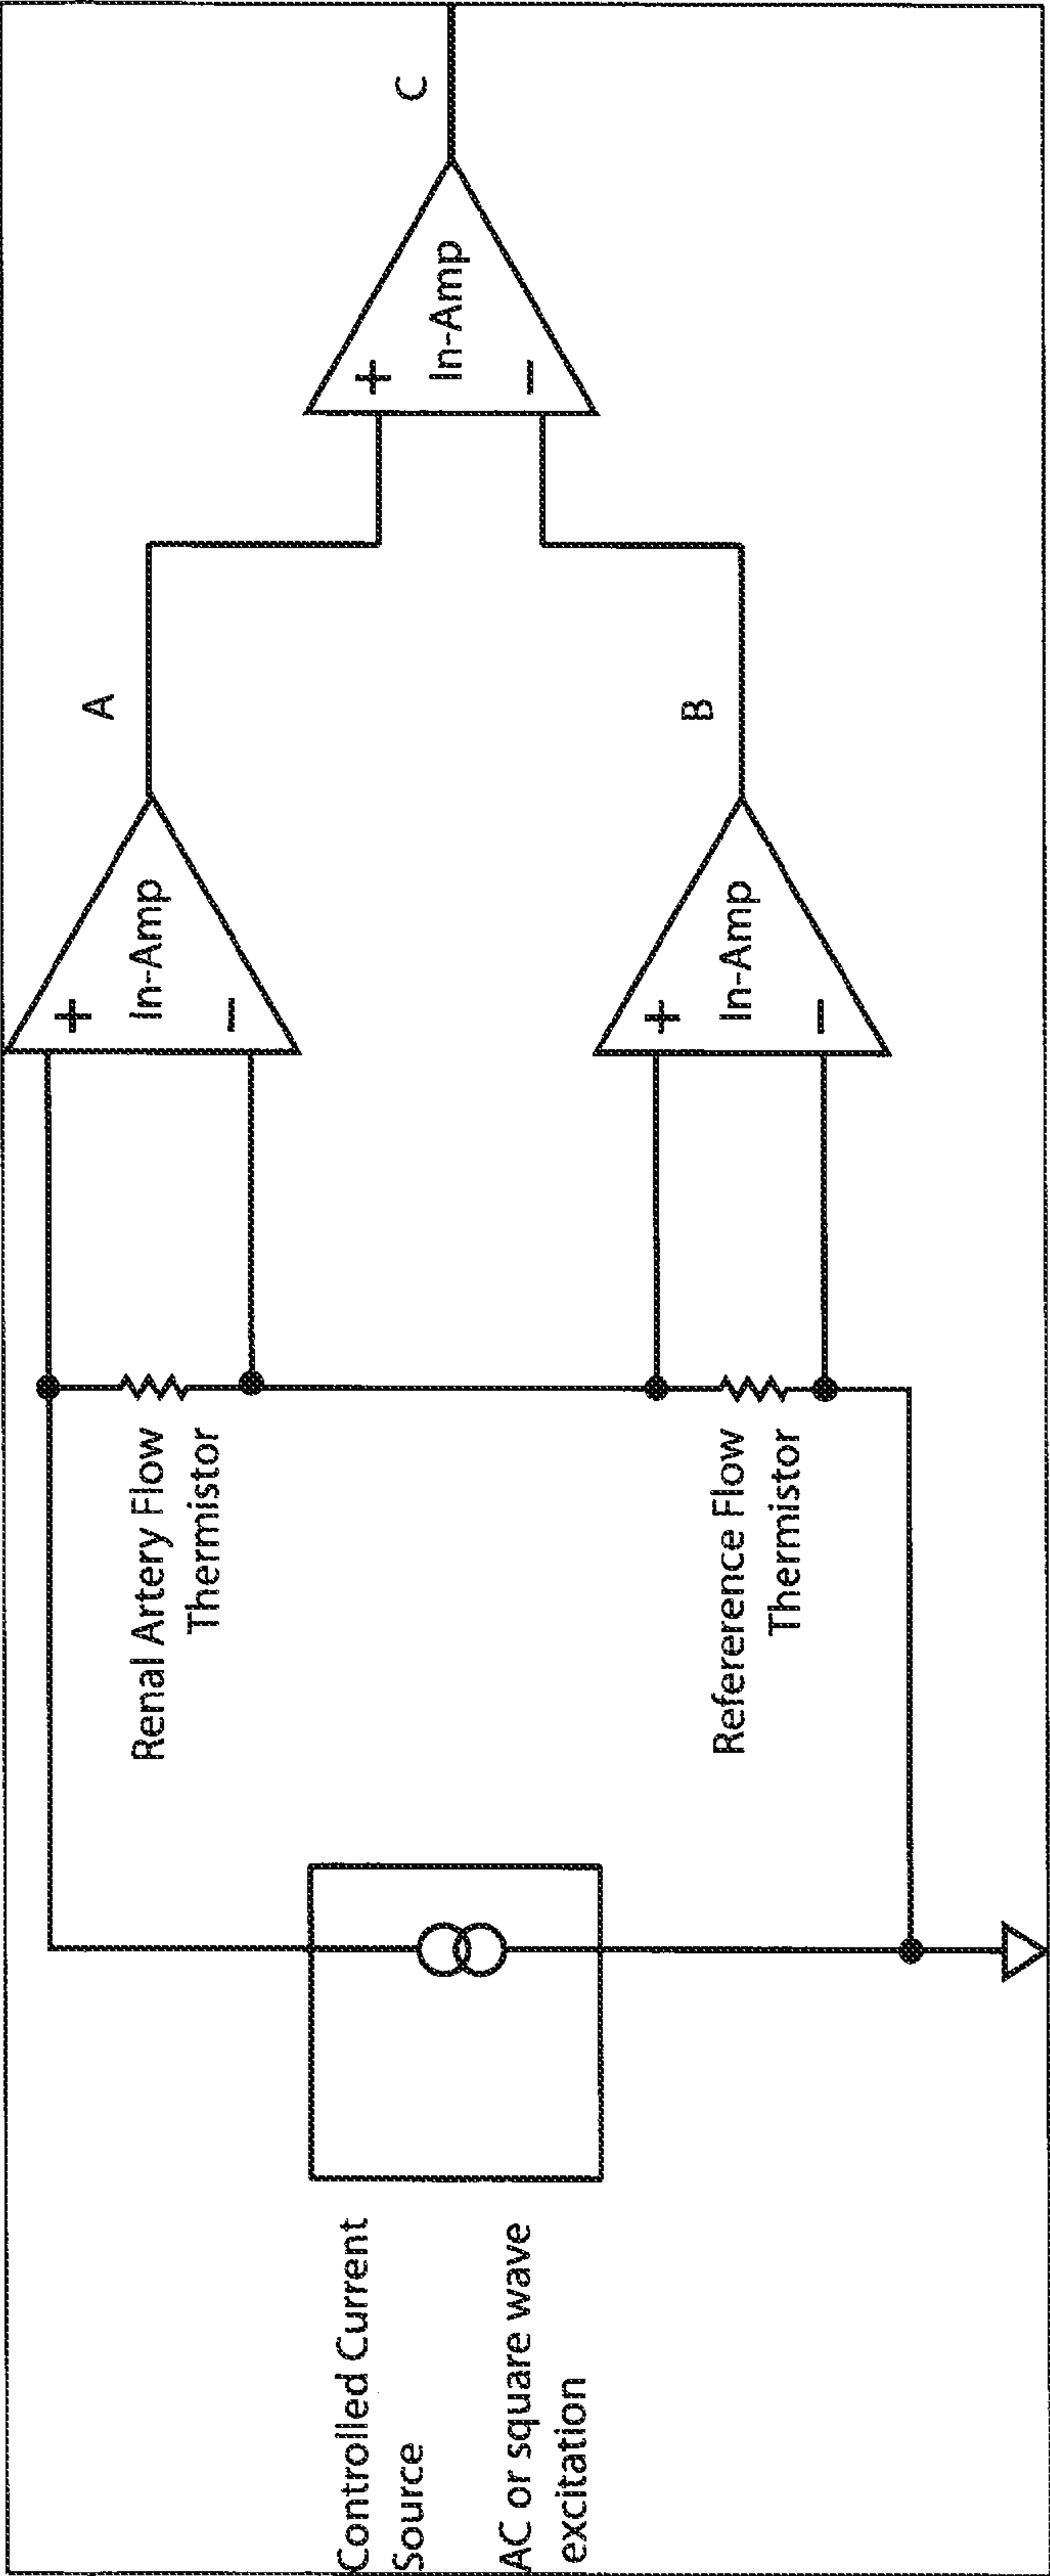 Controlled Current
Source
AC or square wave
excitation
Renal Artery Flow
Thermistor
Reference Flow
Thermistor
+
In-Amp
−
A
+
In-Amp
−
B
+
In-Amp
−
C